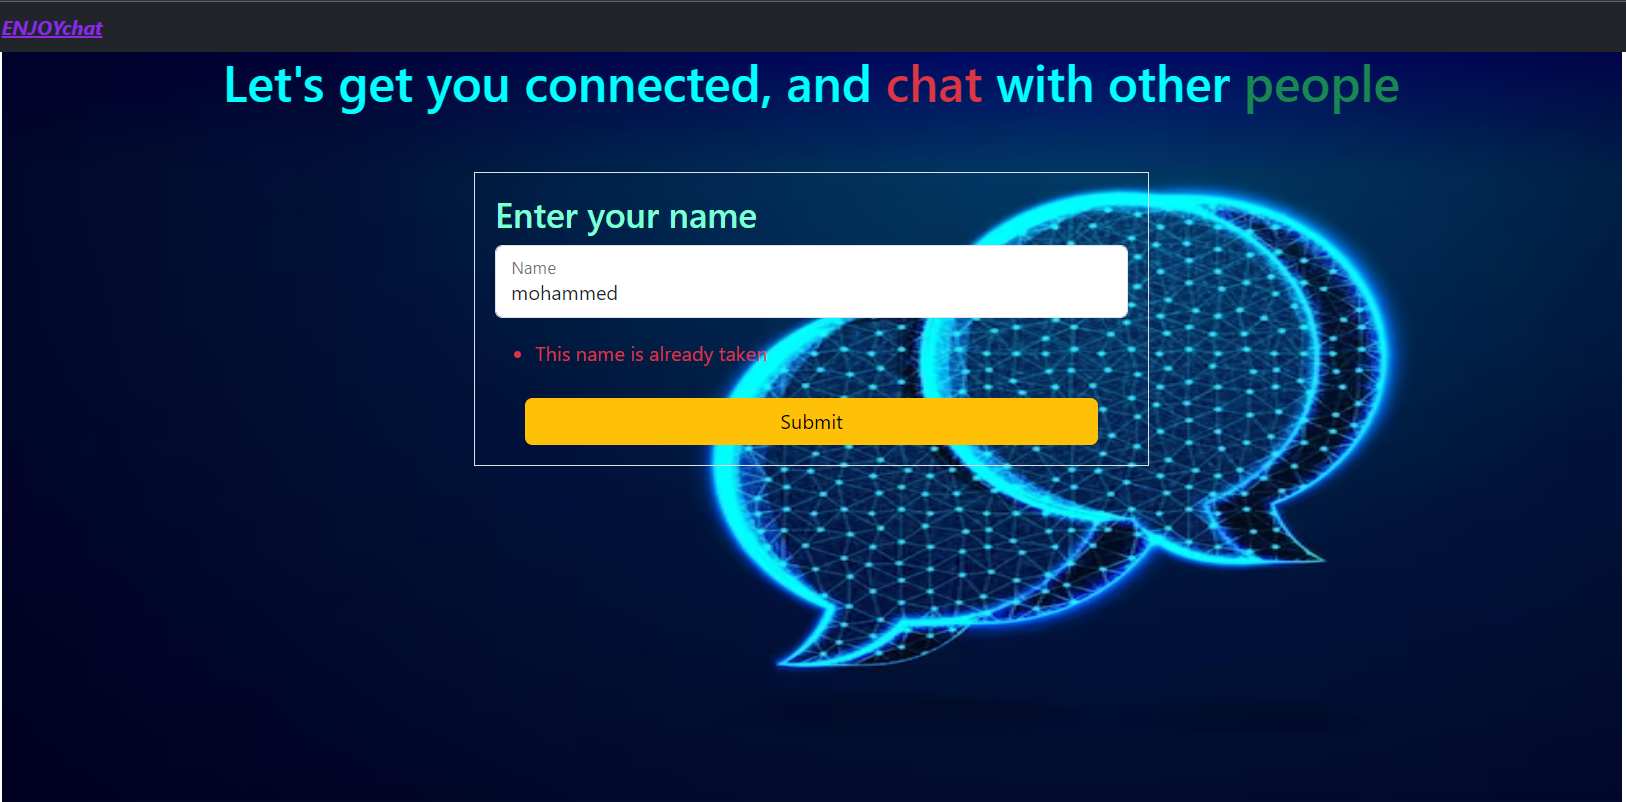 ENJOYchat
Let's get you connected, and chat with other people
Enter your name
Name
mohammed
This name is already taken
Submit